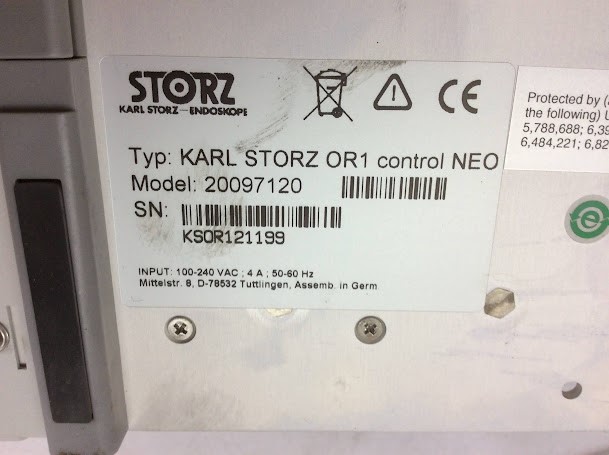 STORZ
KARL STORZ—ENDOSKOPE
CE
Typ: KARL STORZ OR1 control NEO
Model: 20097120
SN:
KSOR121199
INPUT: 100-240 VAC ; 4 A ; 50-60 Hz
Mittelstr. 8, D-78532 Tuttlingen, Assemb. in Germ
Protected by (
the following) U
5,788,688; 6,39
6,484,221; 6,82
e